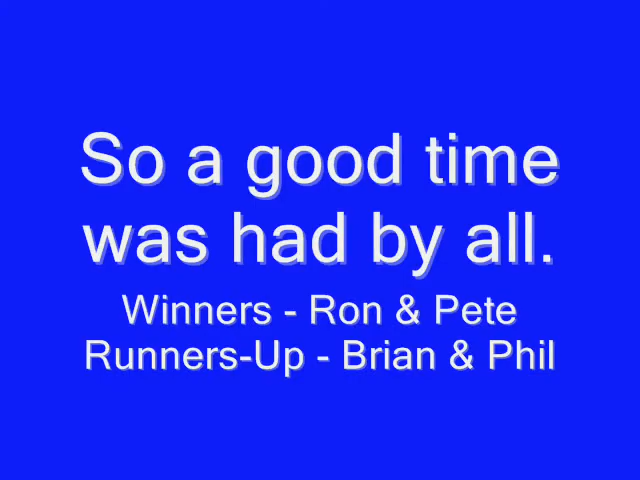 So a good time
was had by all.
Winners - Ron & Pete
Runners-Up - Brian & Phil